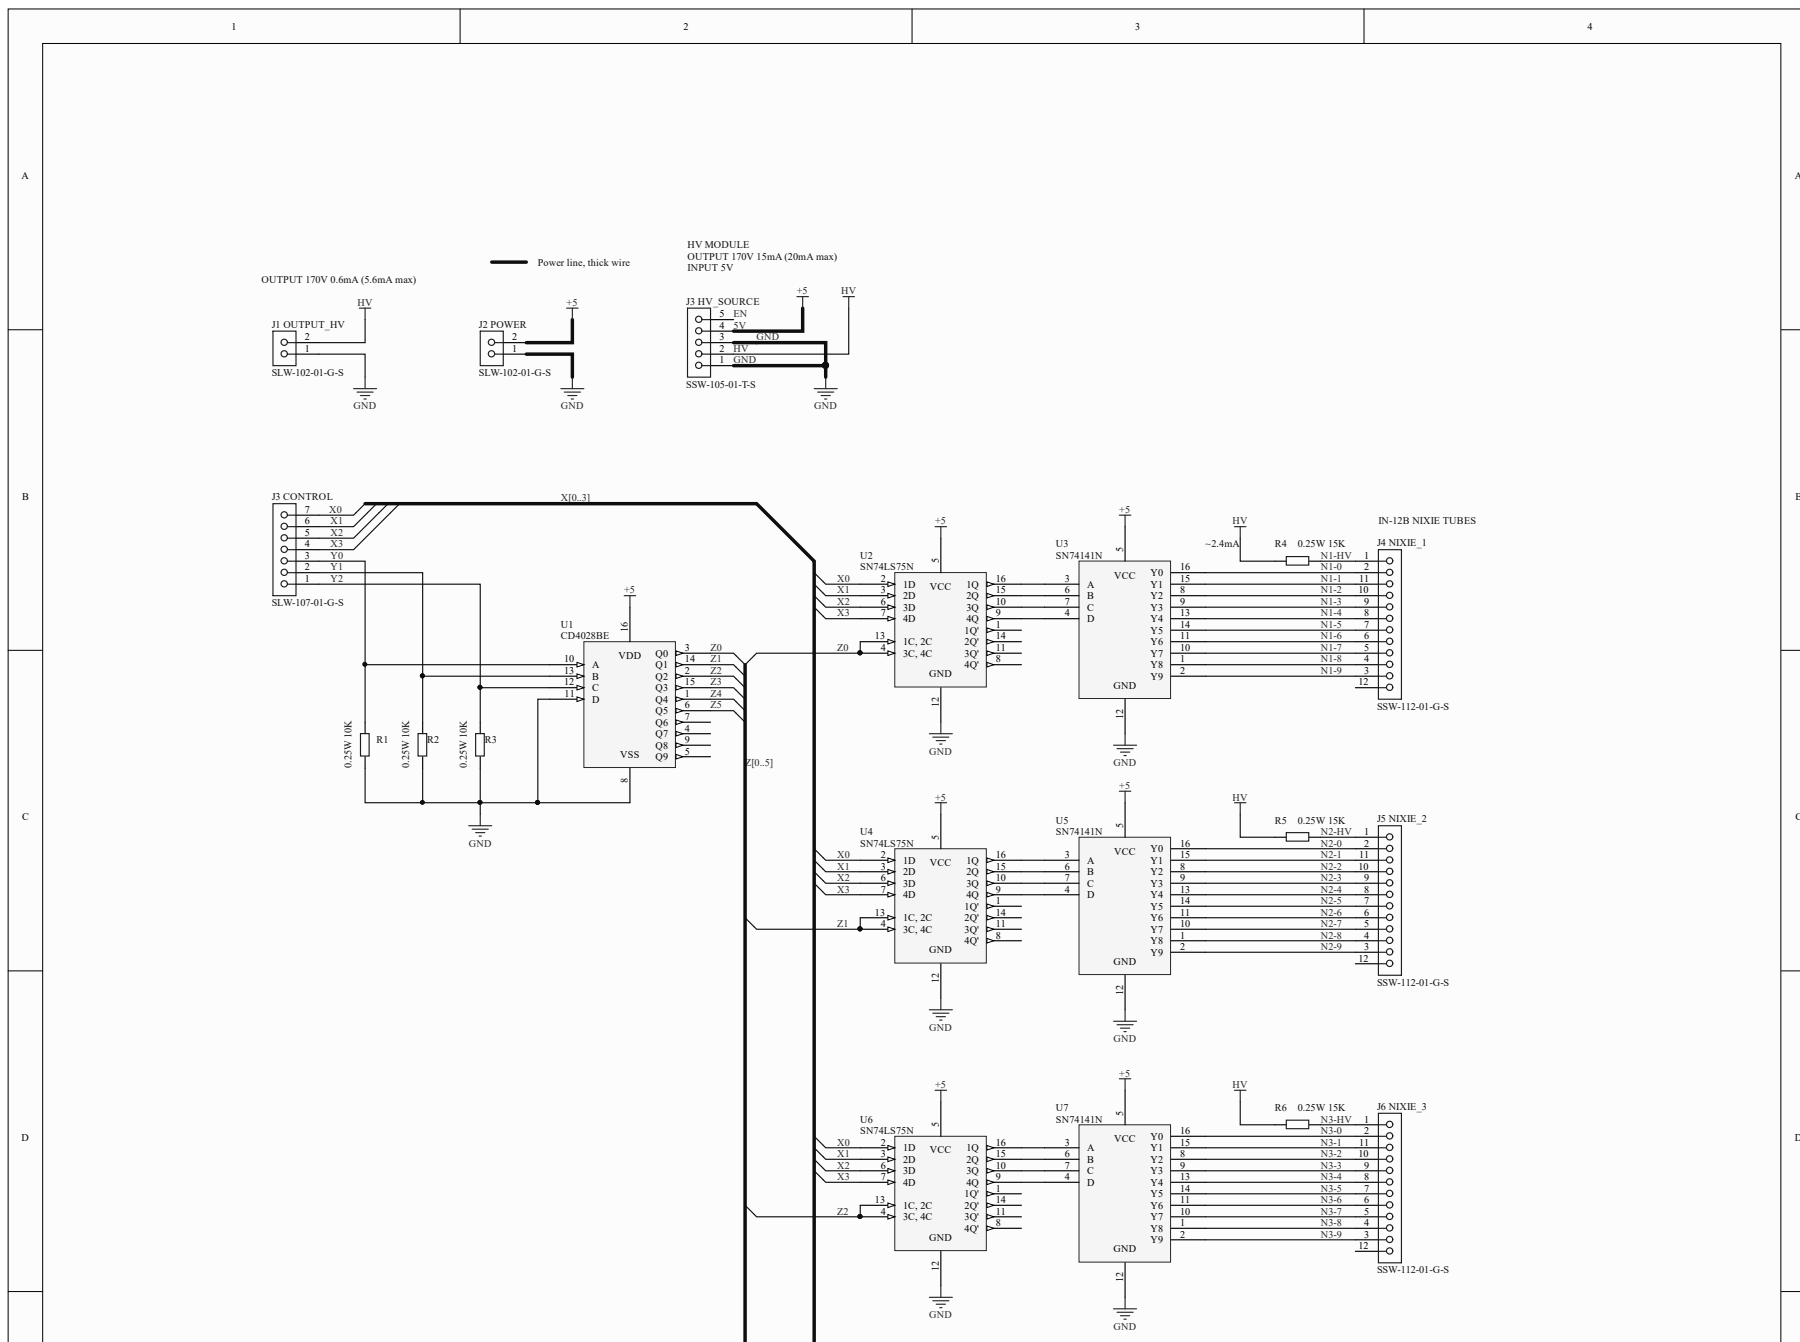 1 2 3 4
A A
HV MODULE
OUTPUT 170V 15mA (20mA max)
INPUT 5V
Power line, thick wire
OUTPUT 170V 0.6mA (5.6mA max)
HV
J1 OUTPUT_HV
2
1
SLW-102-01-G-S
GND
+5
J2 POWER
2
1
SLW-102-01-G-S
GND
+5 HV
J3 HV_SOURCE
5 EN
4 5V
3 GND
2 HV
1 GND
SSW-105-01-T-S
GND
B
J3 CONTROL
7 X0
6 X1
5 X2
4 X3
3 Y0
2 Y1
1 Y2
SLW-107-01-G-S
X[0..3]
+5
16
U1
CD4028BE
VDD
10 A Q0 3 Z0
13 B Q1 14 Z1
12 C Q2 2 Z2
11 D Q3 15 Z3
Q4 1 Z4
Q5 6 Z5
Q6 7
Q7 4
Q8 9
VSS Q9 5
8
Z[0..5]
0.25W 10K R1
0.25W 10K R2
0.25W 10K R3
GND
+5
5
U2
SN74LS75N
VCC
X0 2 1D 1Q 16
X1 3 2D 2Q 15
X2 6 3D 3Q 10
X3 7 4D 4Q 9
1Q' 1
13 1C, 2C 2Q' 14
Z0 4 3C, 4C 3Q' 11
4Q' 8
GND
12
GND
+5
5
U3
SN74141N
VCC
3 A
6 B
7 C
4 D
Y0 16
Y1 15
Y2 8
Y3 9
Y4 13
Y5 14
Y6 11
Y7 10
Y8 1
Y9 2
GND
12
GND
HV
~2.4mA
R4 0.25W 15K
IN-12B NIXIE TUBES
J4 NIXIE_1
N1-HV 1
N1-0 2
N1-1 11
N1-2 10
N1-3 9
N1-4 8
N1-5 7
N1-6 6
N1-7 5
N1-8 4
N1-9 3
12
SSW-112-01-G-S
C
+5
5
U4
SN74LS75N
VCC
X0 2 1D 1Q 16
X1 3 2D 2Q 15
X2 6 3D 3Q 10
X3 7 4D 4Q 9
1Q' 1
13 1C, 2C 2Q' 14
Z1 4 3C, 4C 3Q' 11
4Q' 8
GND
12
GND
+5
5
U5
SN74141N
VCC
3 A
6 B
7 C
4 D
Y0 16
Y1 15
Y2 8
Y3 9
Y4 13
Y5 14
Y6 11
Y7 10
Y8 1
Y9 2
GND
12
GND
HV
R5 0.25W 15K
J5 NIXIE_2
N2-HV 1
N2-0 2
N2-1 11
N2-2 10
N2-3 9
N2-4 8
N2-5 7
N2-6 6
N2-7 5
N2-8 4
N2-9 3
12
SSW-112-01-G-S
D
+5
5
U6
SN74LS75N
VCC
X0 2 1D 1Q 16
X1 3 2D 2Q 15
X2 6 3D 3Q 10
X3 7 4D 4Q 9
1Q' 1
13 1C, 2C 2Q' 14
Z2 4 3C, 4C 3Q' 11
4Q' 8
GND
12
GND
+5
5
U7
SN74141N
VCC
3 A
6 B
7 C
4 D
Y0 16
Y1 15
Y2 8
Y3 9
Y4 13
Y5 14
Y6 11
Y7 10
Y8 1
Y9 2
GND
12
GND
HV
R6 0.25W 15K
J6 NIXIE_3
N3-HV 1
N3-0 2
N3-1 11
N3-2 10
N3-3 9
N3-4 8
N3-5 7
N3-6 6
N3-7 5
N3-8 4
N3-9 3
12
SSW-112-01-G-S